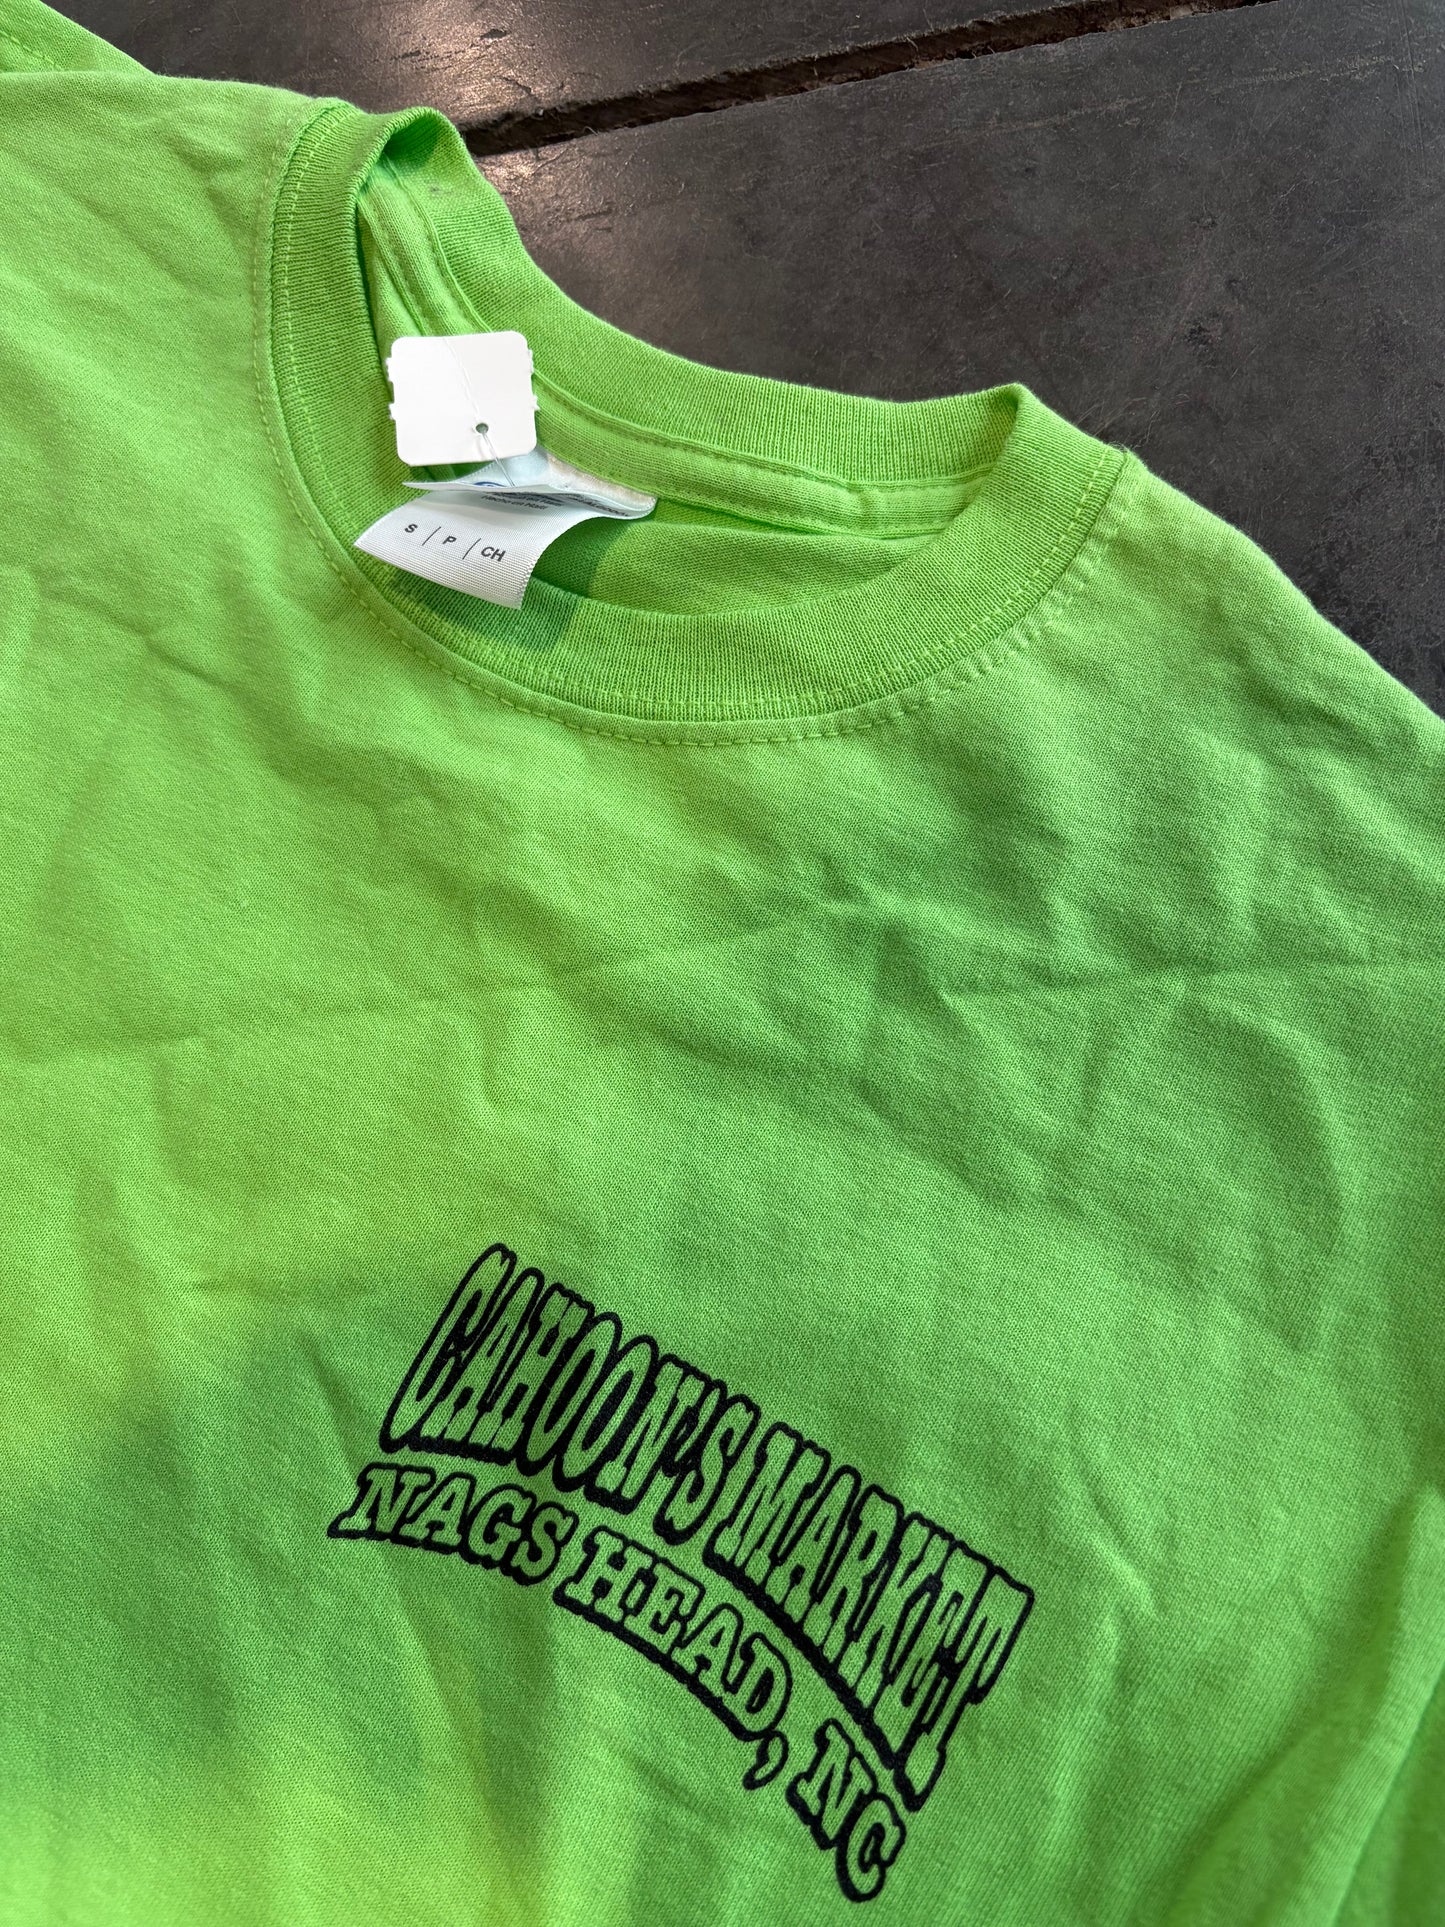 S | P | CH
CAHOON'S MARKET
NAGS HEAD, NC